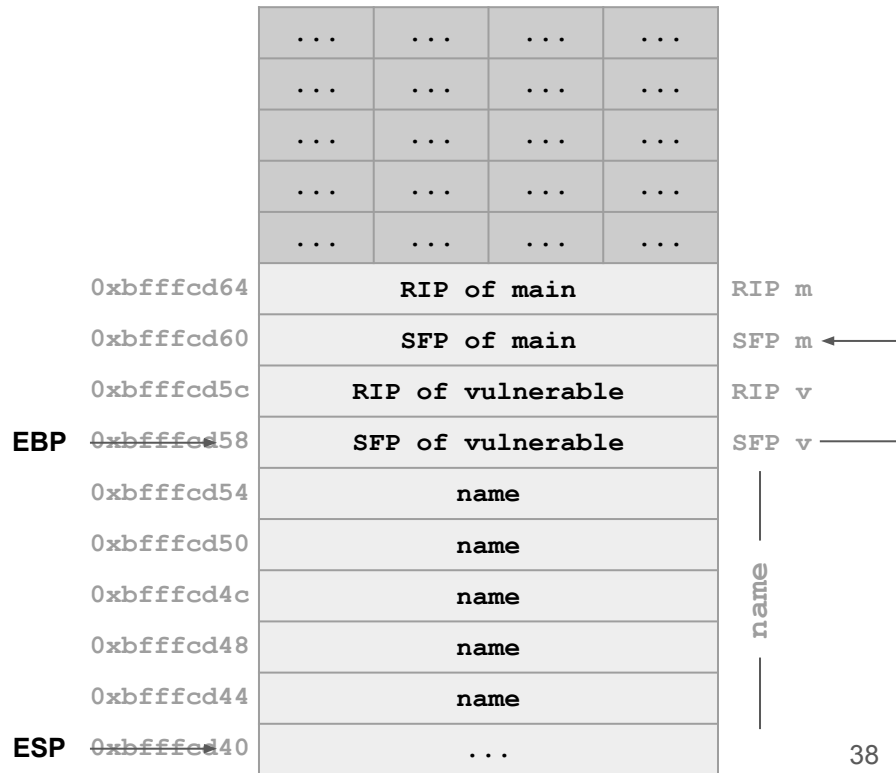 ... ... ... ...
... ... ... ...
... ... ... ...
... ... ... ...
... ... ... ...
0xbfffcd64 RIP of main RIP m
0xbfffcd60 SFP of main SFP m
0xbfffcd5c RIP of vulnerable RIP v
EBP 0xbfffcd58 SFP of vulnerable SFP v
0xbfffcd54 name
0xbfffcd50 name
0xbfffcd4c name
name
0xbfffcd48 name
0xbfffcd44 name
ESP 0xbfffcd40 ...
38